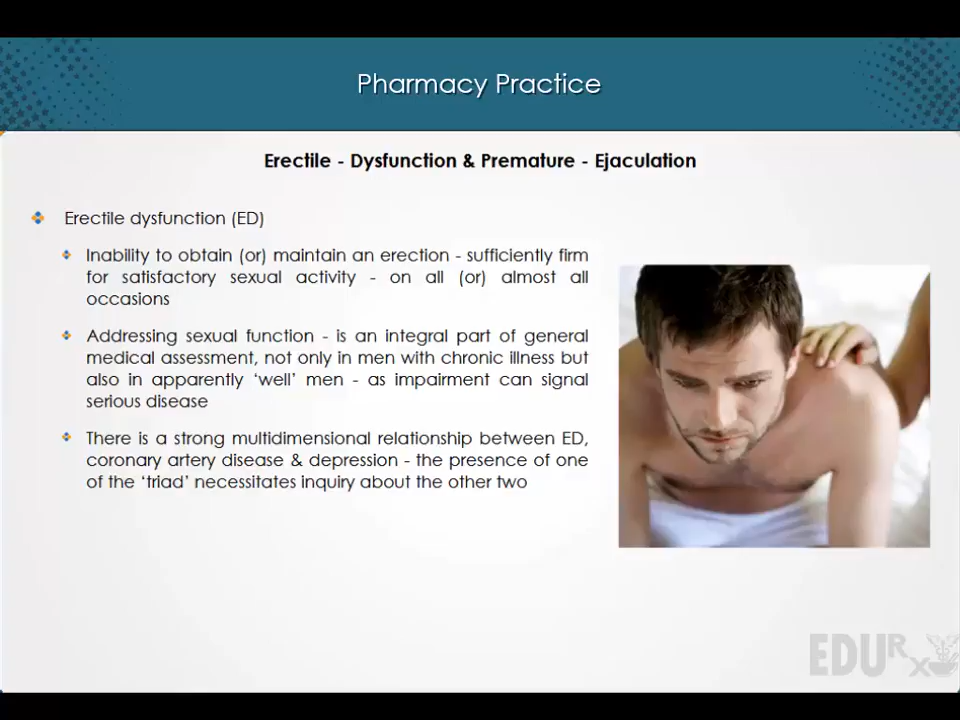 Pharmacy Practice
Erectile - Dysfunction & Premature - Ejaculation
Erectile dysfunction (ED)
Inability to obtain (or) maintain an erection - sufficiently firm
for satisfactory sexual activity - on all (or) almost all
occasions
Addressing sexual function - is an integral part of general
medical assessment, not only in men with chronic illness but
also in apparently ‘well’ men - as impairment can signal
serious disease
There is a strong multidimensional relationship between ED,
coronary artery disease & depression - the presence of one
of the ‘triad’ necessitates inquiry about the other two
EDURx